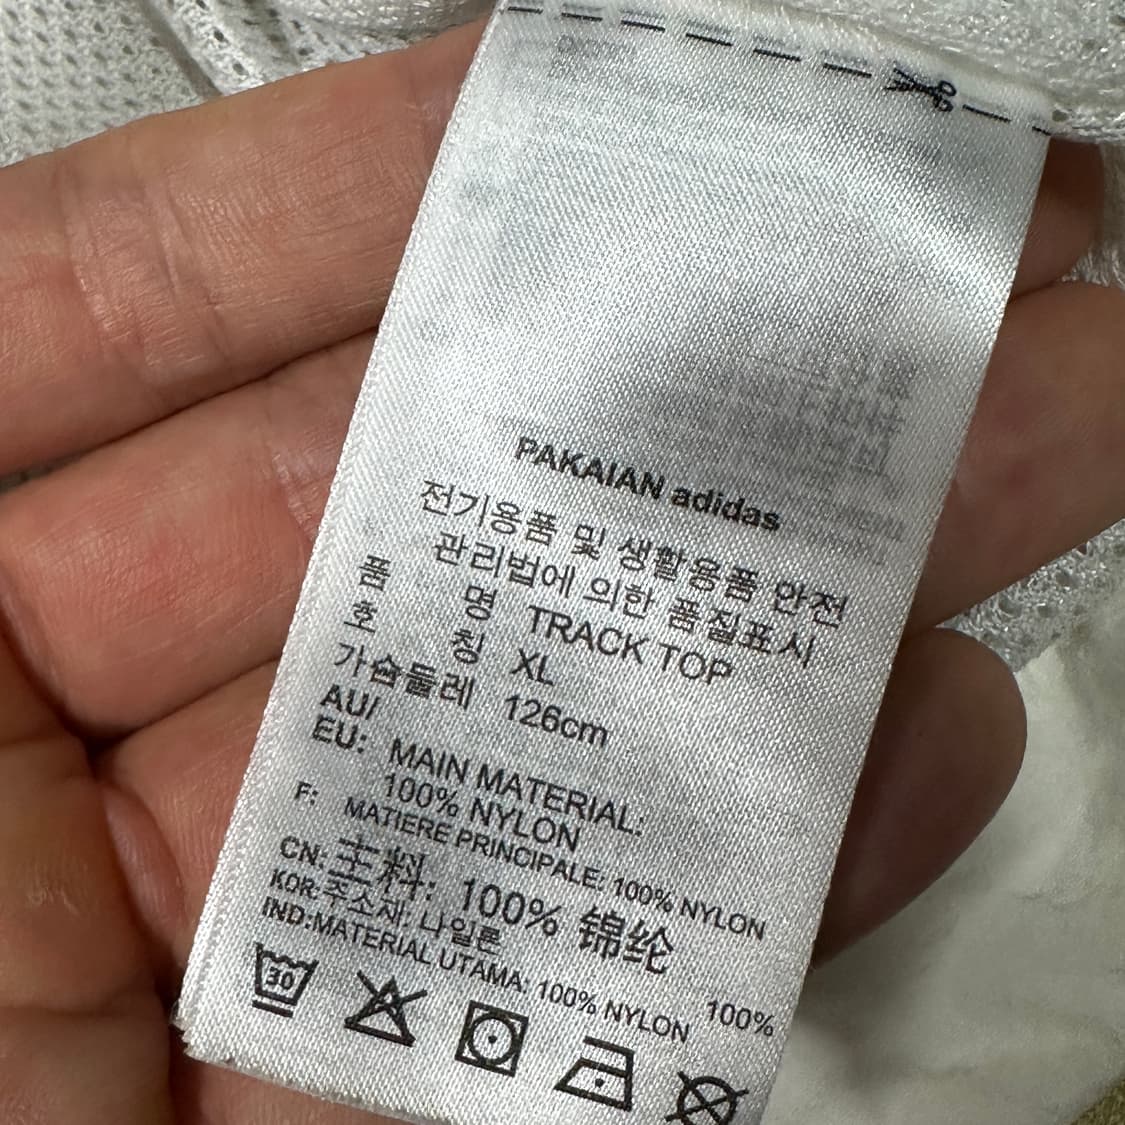 PAKAIAN adidas
전기용품 및 생활용품 안전
관리법에 의한 품질표시
품 명 TRACK TOP
호 칭 XL
가슴둘레 126cm
AU/
EU: MAIN MATERIAL:
100% NYLON
F: MATIERE PRINCIPALE: 100% NYLON
CN: 主料: 100% 锦纶
KOR: 주소재: 나일론 100%
IND:MATERIAL UTAMA: 100% NYLON
30